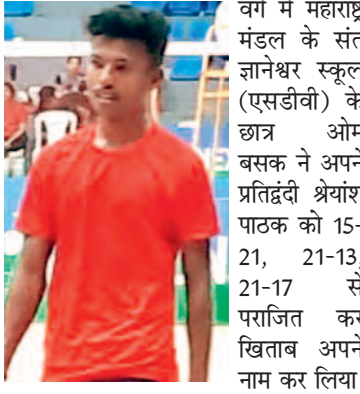 वर्ग में महाराष्ट्र
मंडल के संत
ज्ञानेश्वर स्कूल
(एसडीवी) के
छात्र ओम
बसक ने अपने
प्रतिद्वंदी श्रेयांश
पाठक को 15-
21, 21-13,
21-17 से
पराजित कर
खिताब अपने
नाम कर लिया